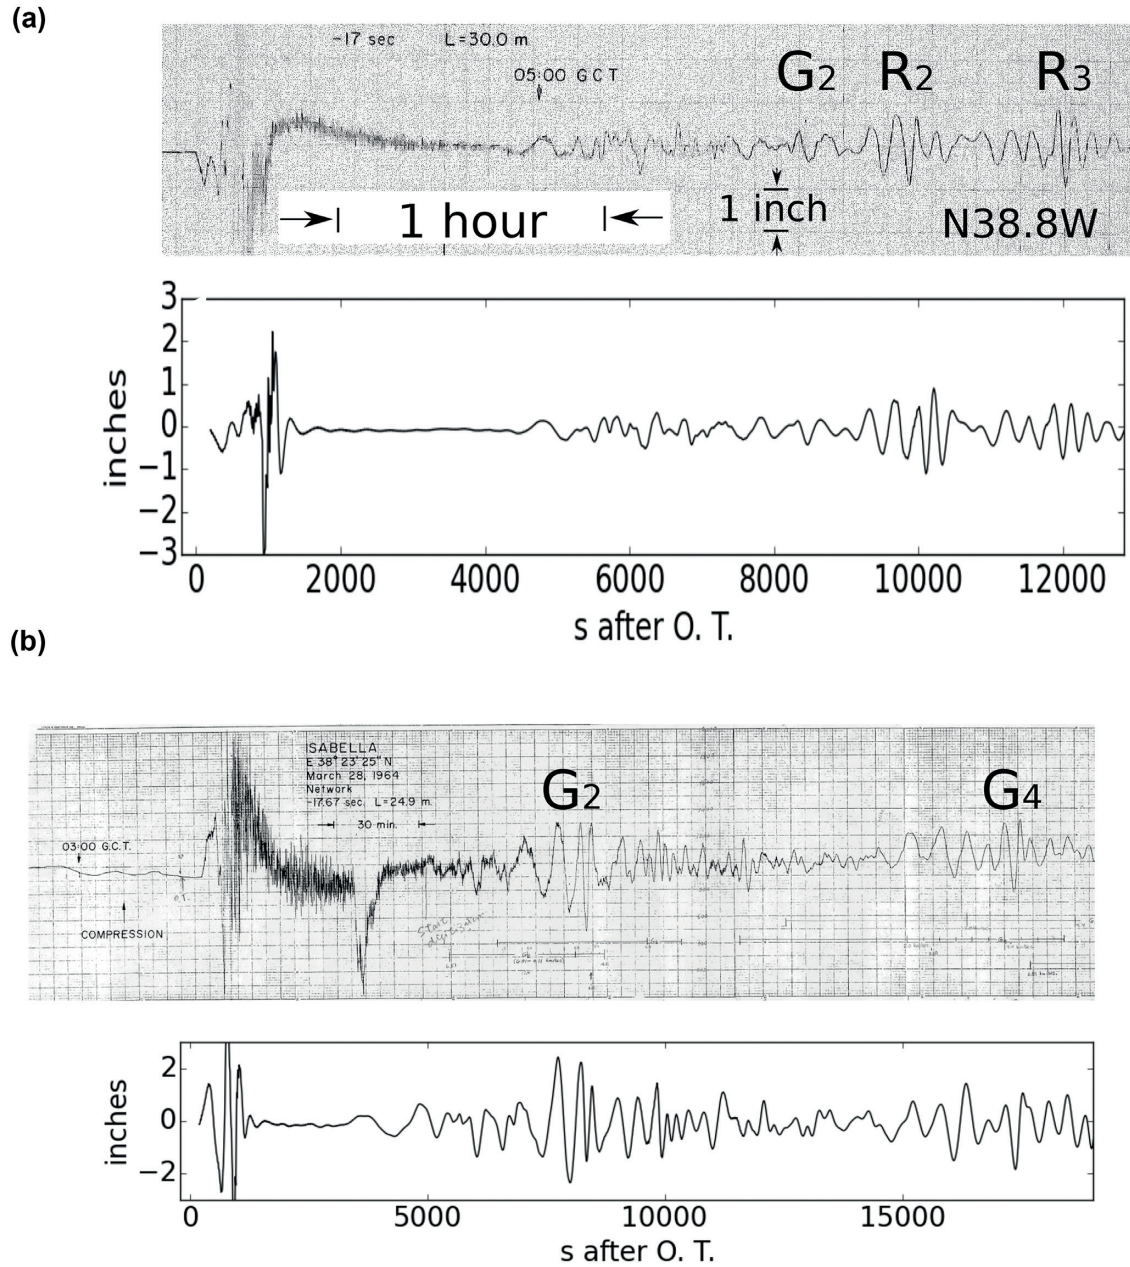 (a)
-17 sec L=30.0 m
05:00 G C T
G2 R2 R3
1 hour
1 inch
N38.8W
3
2
1
0
−1
−2
−3
inches
0 2000 4000 6000 8000 10000 12000
s after O. T.
(b)
ISABELLA
E 38° 23' 25" N
March 28, 1964
Network
-17.67 sec. L=24.9 m.
30 min.
G2 G4
03:00 G.C.T.
COMPRESSION
Start
2
0
−2
inches
0 5000 10000 15000
s after O. T.